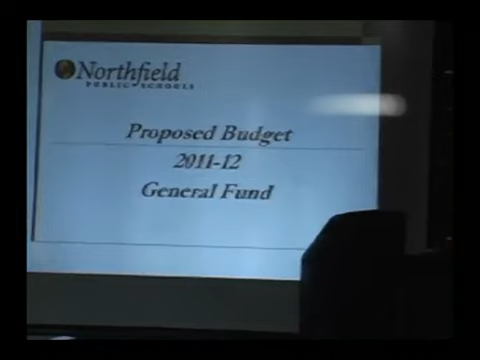 Northfield
PUBLIC SCHOOLS
Proposed Budget
2011-12
General Fund